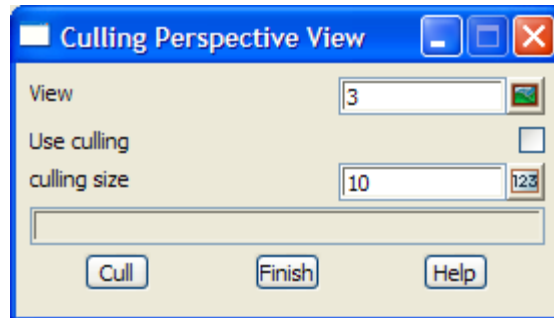 Culling Perspective View
View 3
Use culling
culling size 10 123
Cull Finish Help